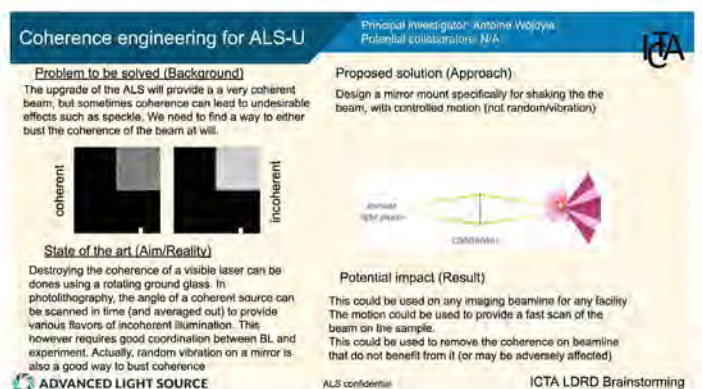 Coherence engineering for ALS-U
Principal Investigator: Antoine Wojdyla
Potential collaborators: N/A
ICTA
Problem to be solved (Background)
The upgrade of the ALS will provide a a very coherent
beam, but sometimes coherence can lead to undesirable
effects such as speckle. We need to find a way to either
bust the coherence of the beam at will.
coherent
incoherent
State of the art (Aim/Reality)
Destroying the coherence of a visible laser can be
dones using a rotating ground glass. In
photolithography, the angle of a coherent source can
be scanned in time (and averaged out) to provide
various flavors of incoherent illumination. This
however requires good coordination between BL and
experiment. Actually, random vibration on a mirror is
also a good way to bust coherence
Proposed solution (Approach)
Design a mirror mount specifically for shaking the the
beam, with controlled motion (not random/vibration)
condenser
Potential impact (Result)
This could be used on any imaging beamline for any facility
The motion could be used to provide a fast scan of the
beam on the sample.
This could be used to remove the coherence on beamline
that do not benefit from it (or may be adversely affected)
ADVANCED LIGHT SOURCE
ALS confidential
ICTA LDRD Brainstorming